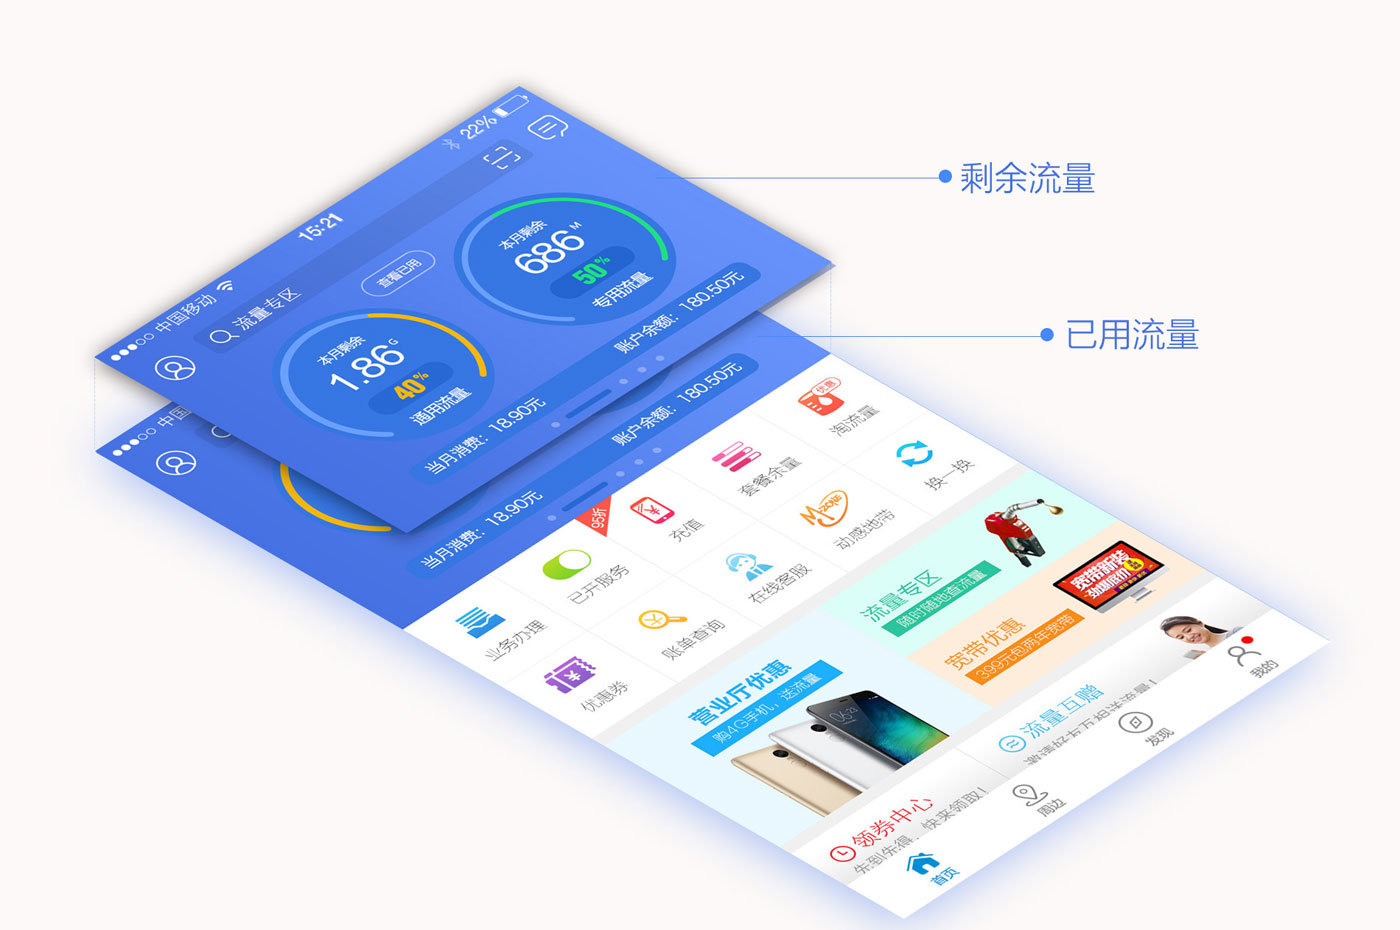 22%
15:21
中国移动
流量专区
剩余流量
查看已用
本月剩余
686M
50%
专用流量
本月剩余
1.86G
40%
通用流量
当月消费: 18.90元
账户余额: 180.50元
已用流量
中国
当月消费: 18.90元
账户余额: 180.50元
95折
业务办理
已开服务
充值
套餐余量
优惠
淘流量
优惠券
账单查询
在线客服
动感地带
换一换
营业厅优惠
购4G手机，送流量
06:23
流量专区
随时随地查流量
宽带优惠
399元包两年宽带
宽带新装
劲爆底价
领券中心
先到先得，快来领取！
流量互赠
邀请好友互相送流量！
首页
周边
发现
我的